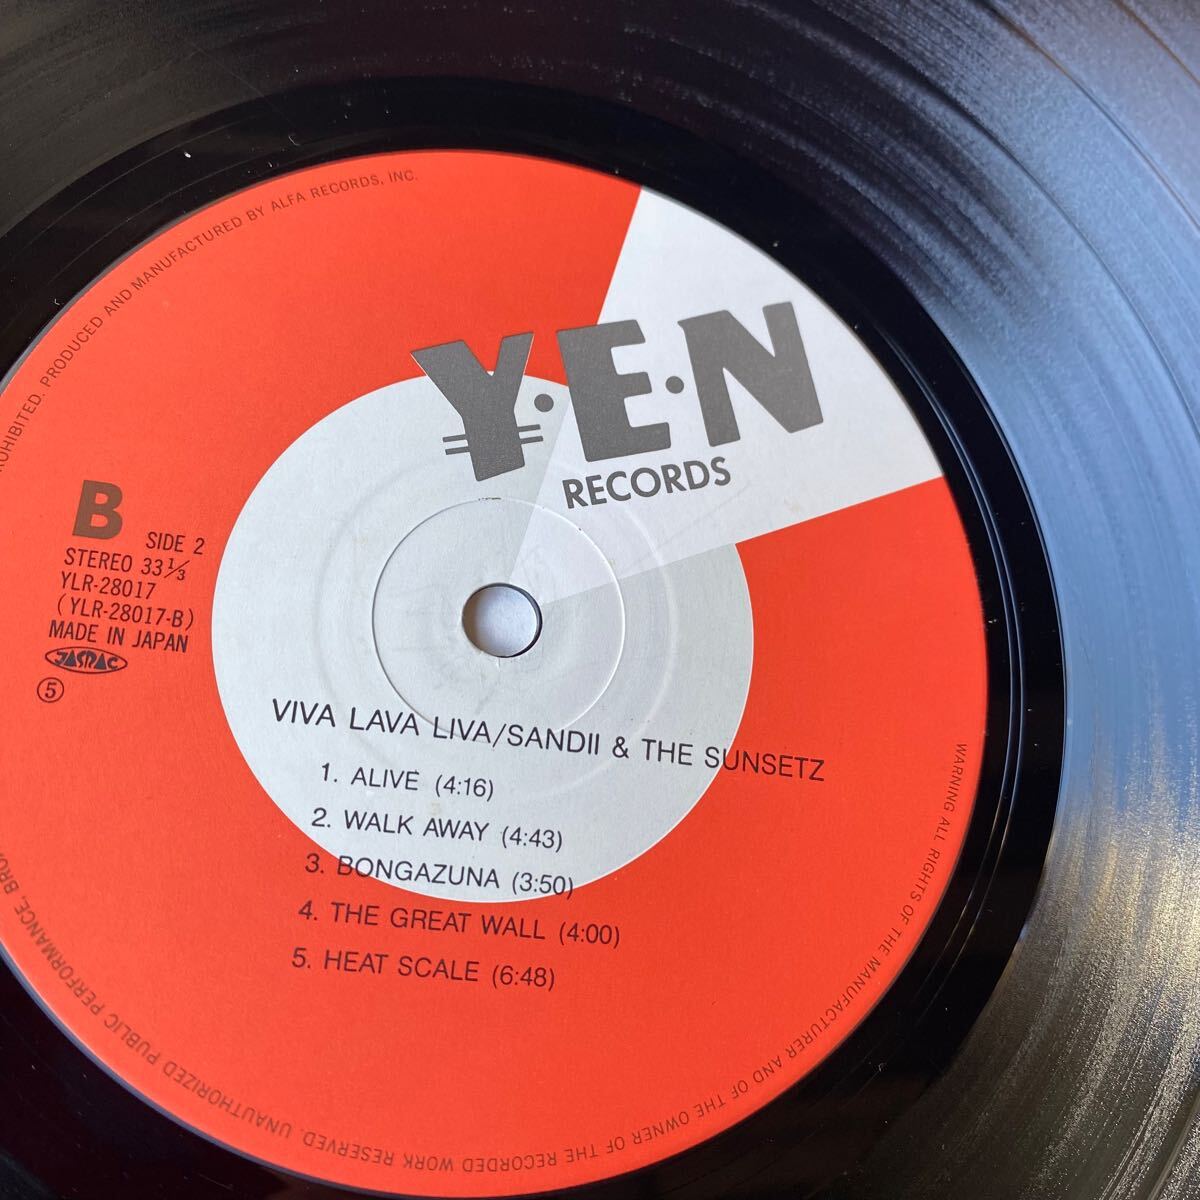 Y·E·N
RECORDS
B
SIDE 2
STEREO 33⅓
YLR-28017
(YLR-28017-B)
MADE IN JAPAN
JASRAC
⑤
VIVA LAVA LIVA/SANDII & THE SUNSETZ
1. ALIVE (4:16)
2. WALK AWAY (4:43)
3. BONGAZUNA (3:50)
4. THE GREAT WALL (4:00)
5. HEAT SCALE (6:48)
WARNING ALL RIGHTS OF THE MANUFACTURER AND OF THE OWNER OF THE RECORDED WORK RESERVED. UNAUTHORIZED PUBLIC PERFORMANCE,
PRODUCED AND MANUFACTURED BY ALFA RECORDS, INC.